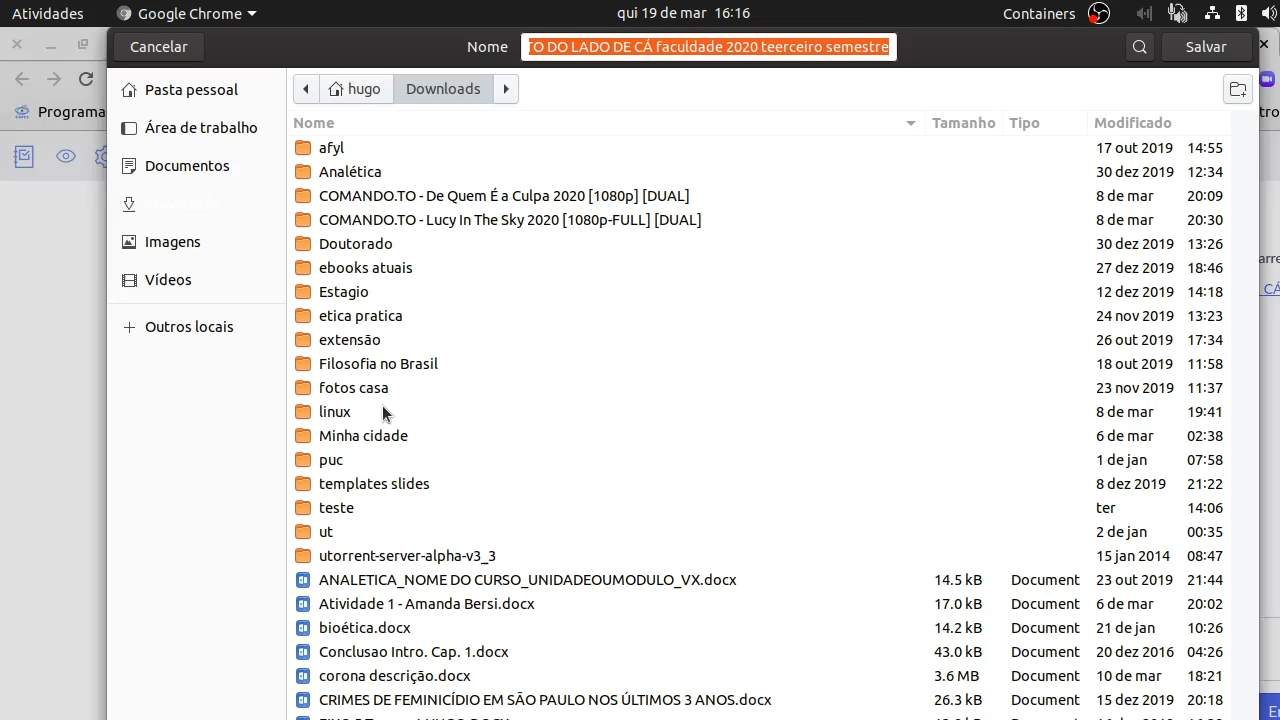 Atividades Google Chrome qui 19 de mar 16:16 Containers
Cancelar Nome TO DO LADO DE CÁ faculdade 2020 teerceiro semestre Salvar
Programa
hugo Downloads
Pasta pessoal
Área de trabalho
Documentos
Imagens
Vídeos
Outros locais
Nome Tamanho Tipo Modificado
afyl 17 out 2019 14:55
Analética 30 dez 2019 12:34
COMANDO.TO - De Quem É a Culpa 2020 [1080p] [DUAL] 8 de mar 20:09
COMANDO.TO - Lucy In The Sky 2020 [1080p-FULL] [DUAL] 8 de mar 20:30
Doutorado 30 dez 2019 13:26
ebooks atuais 27 dez 2019 18:46
Estagio 12 dez 2019 14:18
etica pratica 24 nov 2019 13:23
extensão 26 out 2019 17:34
Filosofia no Brasil 18 out 2019 11:58
fotos casa 23 nov 2019 11:37
linux 8 de mar 19:41
Minha cidade 6 de mar 02:38
puc 1 de jan 07:58
templates slides 8 dez 2019 21:22
teste ter 14:06
ut 2 de jan 00:35
utorrent-server-alpha-v3_3 15 jan 2014 08:47
ANALETICA_NOME DO CURSO_UNIDADEOUMODULO_VX.docx 14.5 kB Document 23 out 2019 21:44
Atividade 1 - Amanda Bersi.docx 17.0 kB Document 6 de mar 20:02
bioética.docx 14.2 kB Document 21 de jan 10:26
Conclusao Intro. Cap. 1.docx 43.0 kB Document 20 dez 2016 04:26
corona descrição.docx 3.6 MB Document 10 de mar 18:21
CRIMES DE FEMINICÍDIO EM SÃO PAULO NOS ÚLTIMOS 3 ANOS.docx 26.3 kB Document 15 dez 2019 20:18